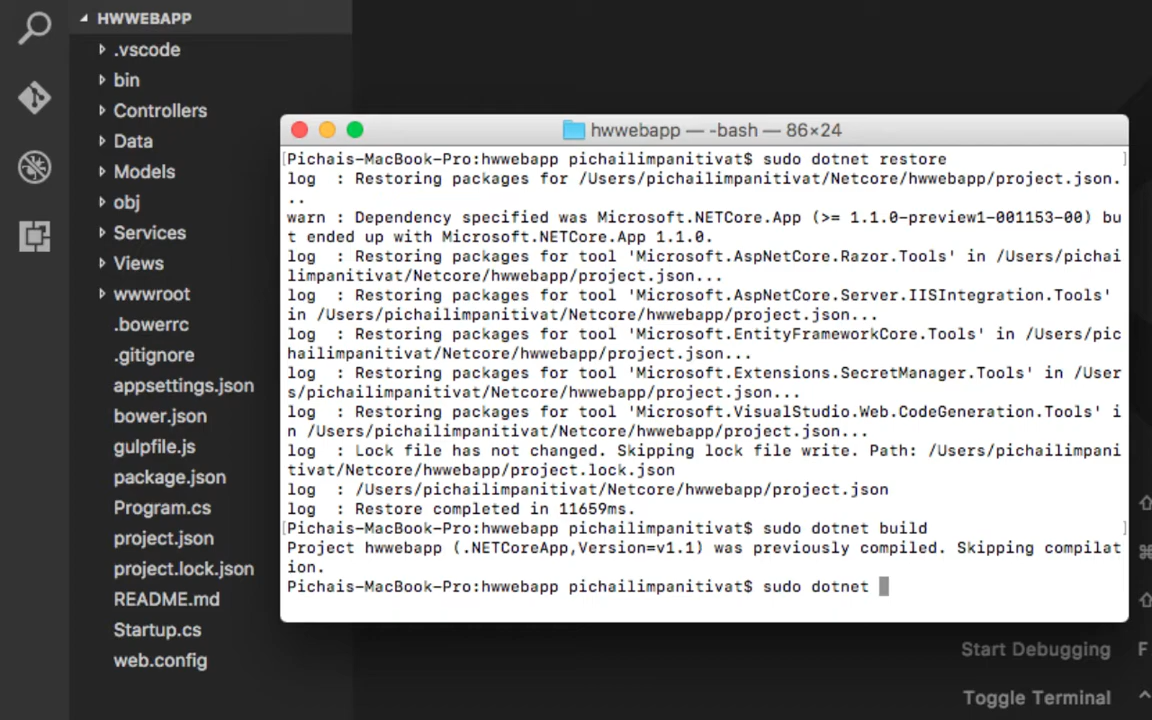 HWWEBAPP
.vscode
bin
Controllers
Data
Models
obj
Services
Views
wwwroot
.bowerrc
.gitignore
appsettings.json
bower.json
gulpfile.js
package.json
Program.cs
project.json
project.lock.json
README.md
Startup.cs
web.config
hwwebapp — -bash — 86×24
[Pichais-MacBook-Pro:hwwebapp pichailimpanitivat$ sudo dotnet restore ]
log : Restoring packages for /Users/pichailimpanitivat/Netcore/hwwebapp/project.json.
..
warn : Dependency specified was Microsoft.NETCore.App (>= 1.1.0-preview1-001153-00) bu
t ended up with Microsoft.NETCore.App 1.1.0.
log : Restoring packages for tool 'Microsoft.AspNetCore.Razor.Tools' in /Users/pichai
limpanitivat/Netcore/hwwebapp/project.json...
log : Restoring packages for tool 'Microsoft.AspNetCore.Server.IISIntegration.Tools'
in /Users/pichailimpanitivat/Netcore/hwwebapp/project.json...
log : Restoring packages for tool 'Microsoft.EntityFrameworkCore.Tools' in /Users/pic
hailimpanitivat/Netcore/hwwebapp/project.json...
log : Restoring packages for tool 'Microsoft.Extensions.SecretManager.Tools' in /User
s/pichailimpanitivat/Netcore/hwwebapp/project.json...
log : Restoring packages for tool 'Microsoft.VisualStudio.Web.CodeGeneration.Tools' i
n /Users/pichailimpanitivat/Netcore/hwwebapp/project.json...
log : Lock file has not changed. Skipping lock file write. Path: /Users/pichailimpani
tivat/Netcore/hwwebapp/project.lock.json
log : /Users/pichailimpanitivat/Netcore/hwwebapp/project.json
log : Restore completed in 11659ms.
[Pichais-MacBook-Pro:hwwebapp pichailimpanitivat$ sudo dotnet build ]
Project hwwebapp (.NETCoreApp,Version=v1.1) was previously compiled. Skipping compilat
ion.
Pichais-MacBook-Pro:hwwebapp pichailimpanitivat$ sudo dotnet
Start Debugging F
Toggle Terminal ^